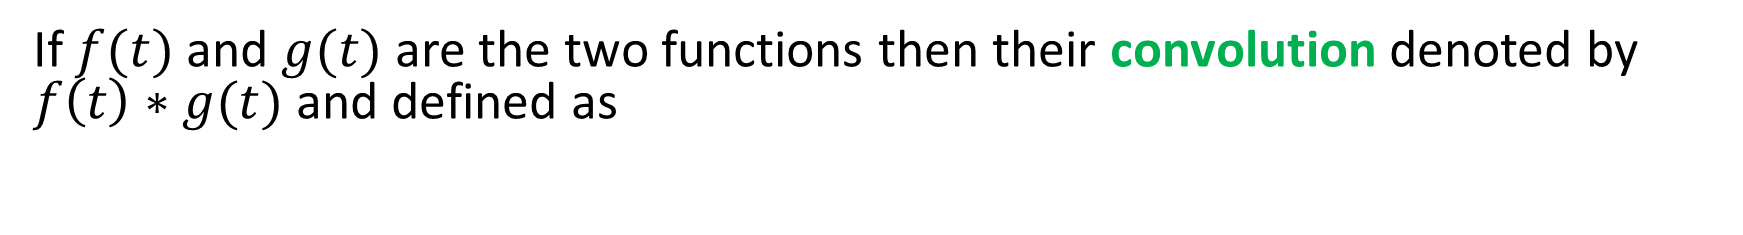 If f(t) and g(t) are the two functions then their convolution denoted by
f(t) ∗ g(t) and defined as